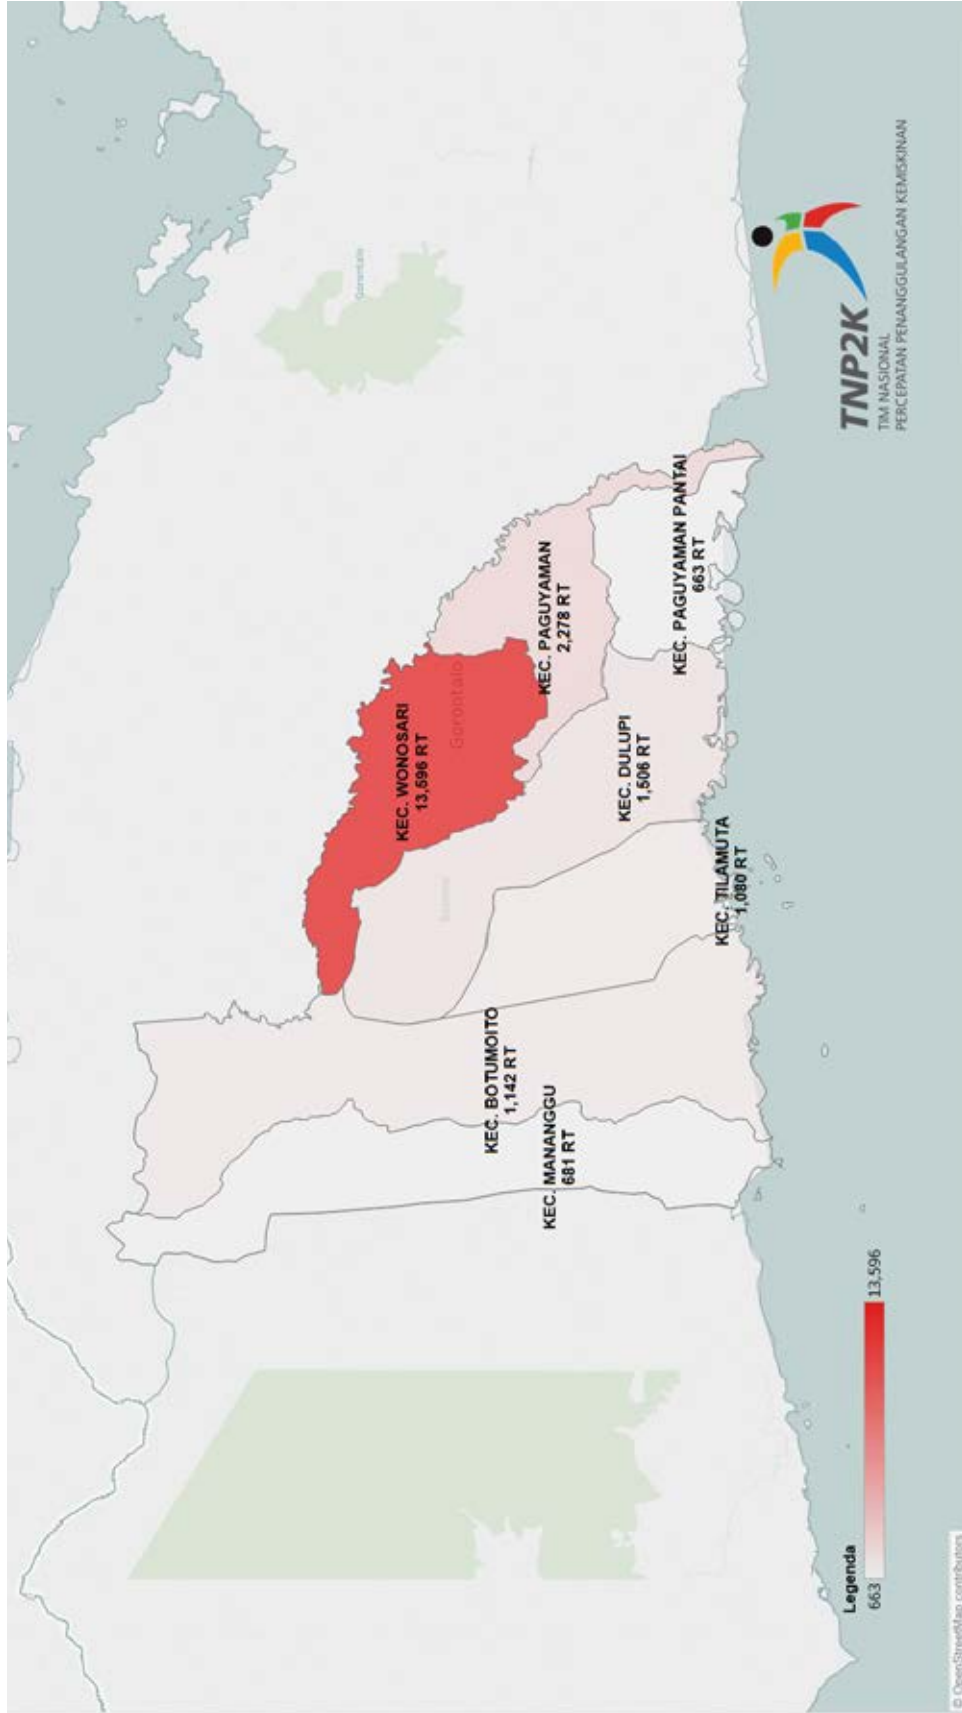 KEC. BOTUMOITO
1,142 RT
KEC. MANANGGU
681 RT
KEC. WONOSARI
13,596 RT
Gorontalo
KEC. PAGUYAMAN
2,278 RT
KEC. DULUPI
1,506 RT
KEC. PAGUYAMAN PANTAI
663 RT
KEC. TILAMUTA
1,080 RT
Gorontalo
Legenda
663
13,596
TNP2K
TIM NASIONAL
PERCEPATAN PENANGGULANGAN KEMISKINAN
© OpenStreetMap contributors